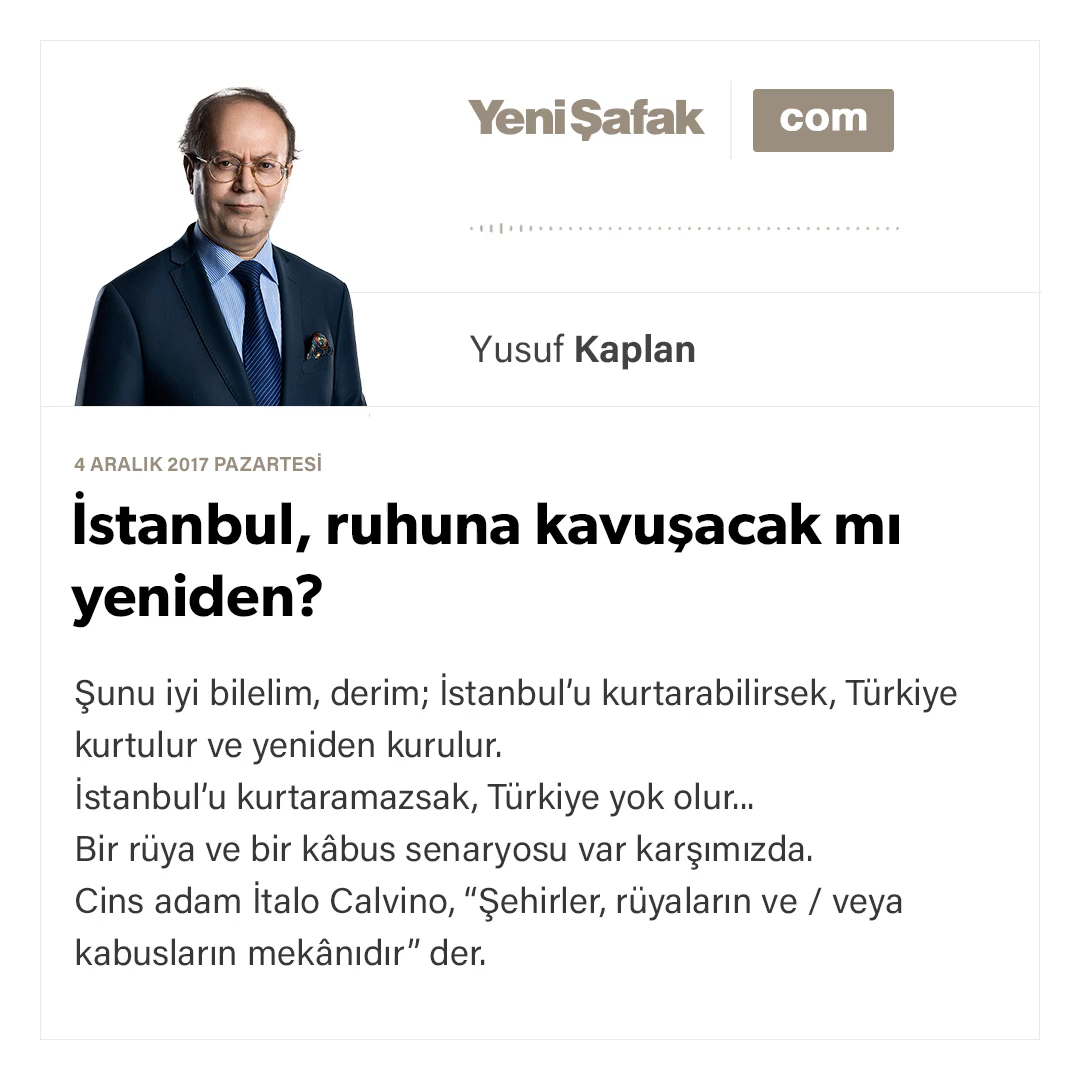 YeniŞafak
com
Yusuf Kaplan
4 ARALIK 2017 PAZARTESİ
İstanbul, ruhuna kavuşacak mı
yeniden?
Şunu iyi bilelim, derim; İstanbul’u kurtarabilirsek, Türkiye
kurtulur ve yeniden kurulur.
İstanbul’u kurtaramazsak, Türkiye yok olur...
Bir rüya ve bir kâbus senaryosu var karşımızda.
Cins adam İtalo Calvino, “Şehirler, rüyaların ve / veya
kabusların mekânıdır” der.